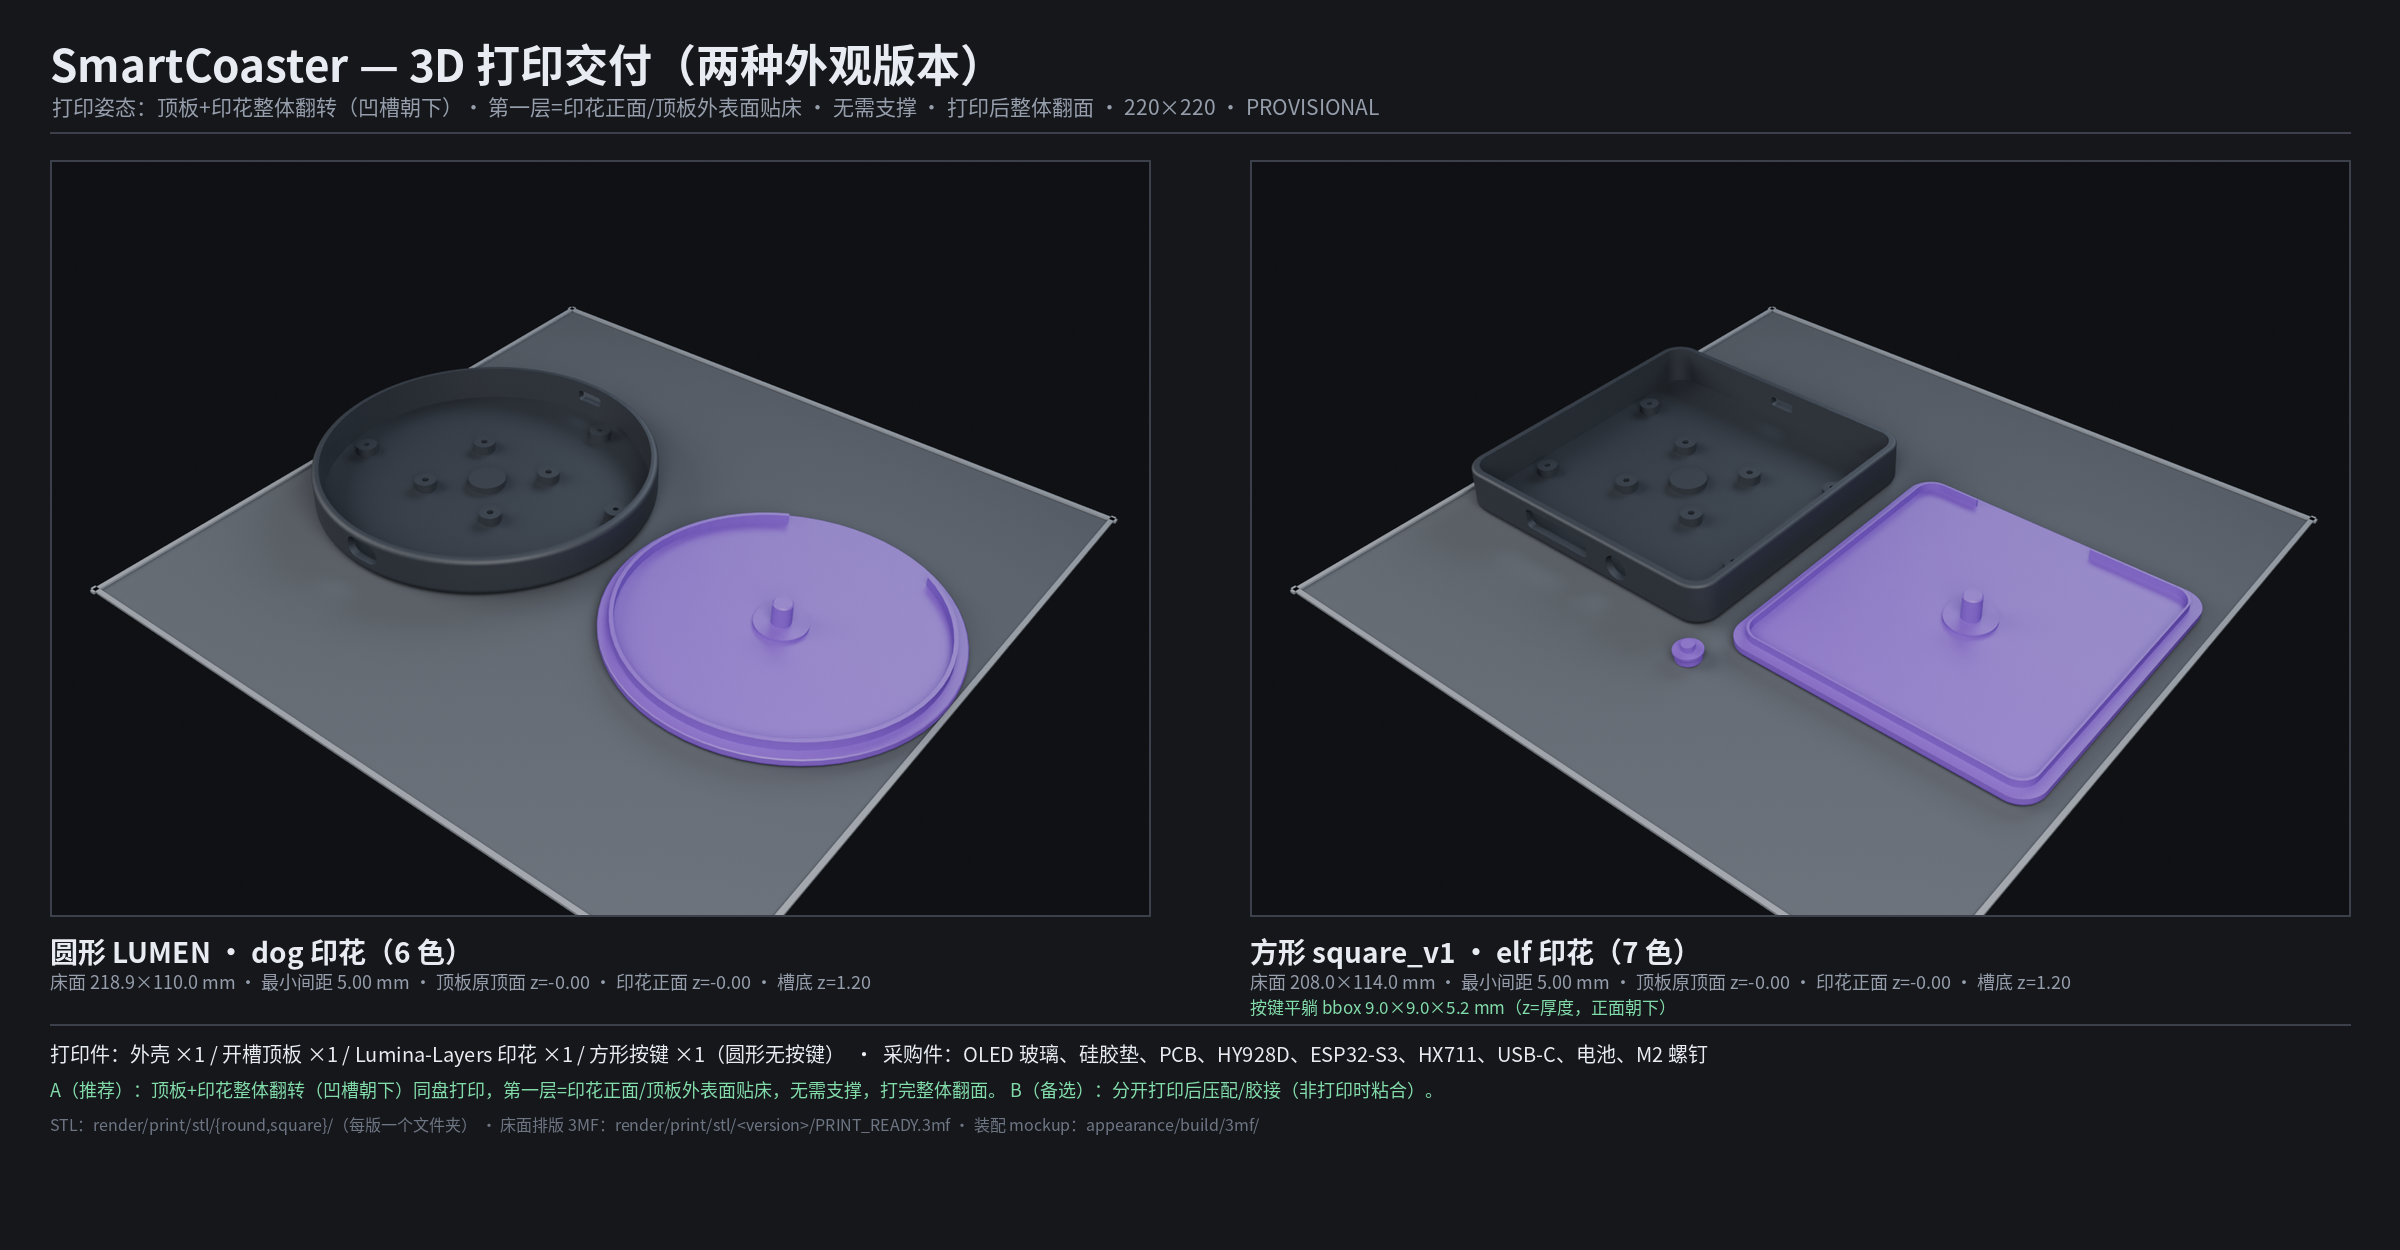 SmartCoaster — 3D 打印交付（两种外观版本）
打印姿态：顶板+印花整体翻转（凹槽朝下） · 第一层=印花正面/顶板外表面贴床 · 无需支撑 · 打印后整体翻面 · 220×220 · PROVISIONAL
圆形 LUMEN · dog 印花（6 色）
床面 218.9×110.0 mm · 最小间距 5.00 mm · 顶板原顶面 z=-0.00 · 印花正面 z=-0.00 · 槽底 z=1.20
方形 square_v1 · elf 印花（7 色）
床面 208.0×114.0 mm · 最小间距 5.00 mm · 顶板原顶面 z=-0.00 · 印花正面 z=-0.00 · 槽底 z=1.20
按键平躺 bbox 9.0×9.0×5.2 mm（z=厚度，正面朝下）
打印件：外壳 ×1 / 开槽顶板 ×1 / Lumina-Layers 印花 ×1 / 方形按键 ×1（圆形无按键） · 采购件：OLED 玻璃、硅胶垫、PCB、HY928D、ESP32-S3、HX711、USB-C、电池、M2 螺钉
A（推荐）：顶板+印花整体翻转（凹槽朝下）同盘打印，第一层=印花正面/顶板外表面贴床，无需支撑，打完整体翻面。 B（备选）：分开打印后压配/胶接（非打印时粘合）。
STL：render/print/stl/{round,square}/（每版一个文件夹） · 床面排版 3MF：render/print/stl/<version>/PRINT_READY.3mf · 装配 mockup：appearance/build/3mf/